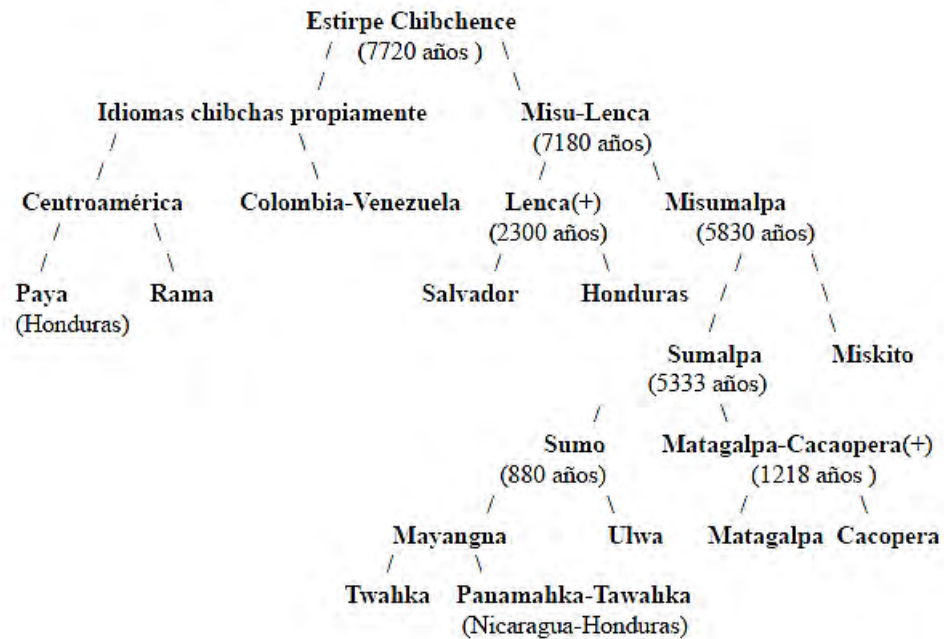 Estirpe Chibchence
(7720 años )
Idiomas chibchas propiamente Misu-Lenca
(7180 años)
Centroamérica Colombia-Venezuela Lenca(+) Misumalpa
(2300 años) (5830 años)
Paya Rama Salvador Honduras
(Honduras)
Sumalpa Miskito
(5333 años)
Sumo Matagalpa-Cacaopera(+)
(880 años) (1218 años )
Mayangna Ulwa Matagalpa Cacopera
Twahka Panamahka-Tawahka
(Nicaragua-Honduras)